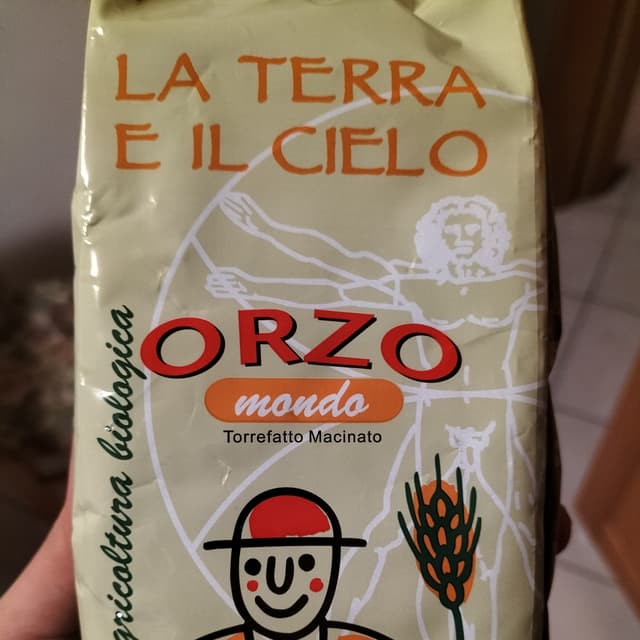 LA TERRA
E IL CIELO
ORZO
mondo
Torrefatto Macinato
agricoltura biologica